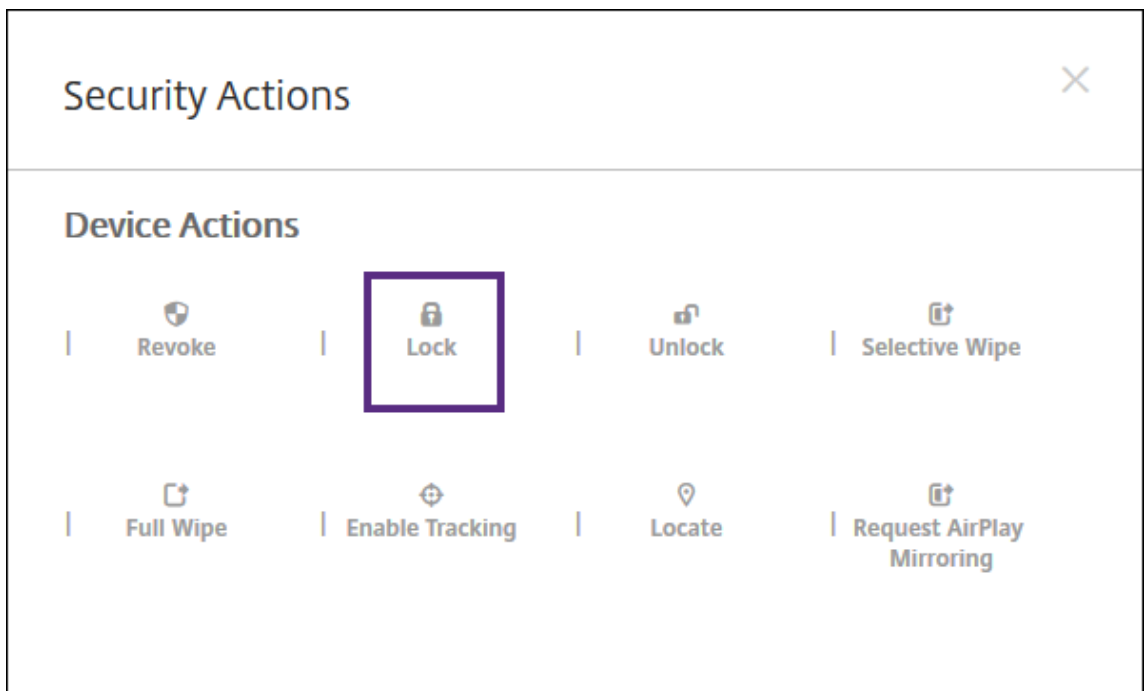 Security Actions
Device Actions
Revoke
Lock
Unlock
Selective Wipe
Full Wipe
Enable Tracking
Locate
Request AirPlay
Mirroring